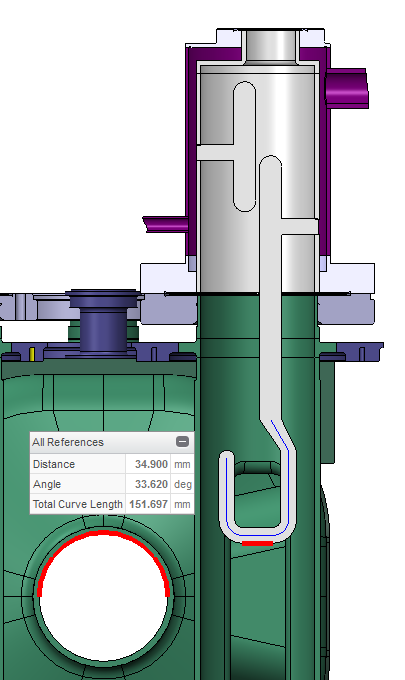 All References
Distance 34.900 mm
Angle 33.620 deg
Total Curve Length 151.697 mm